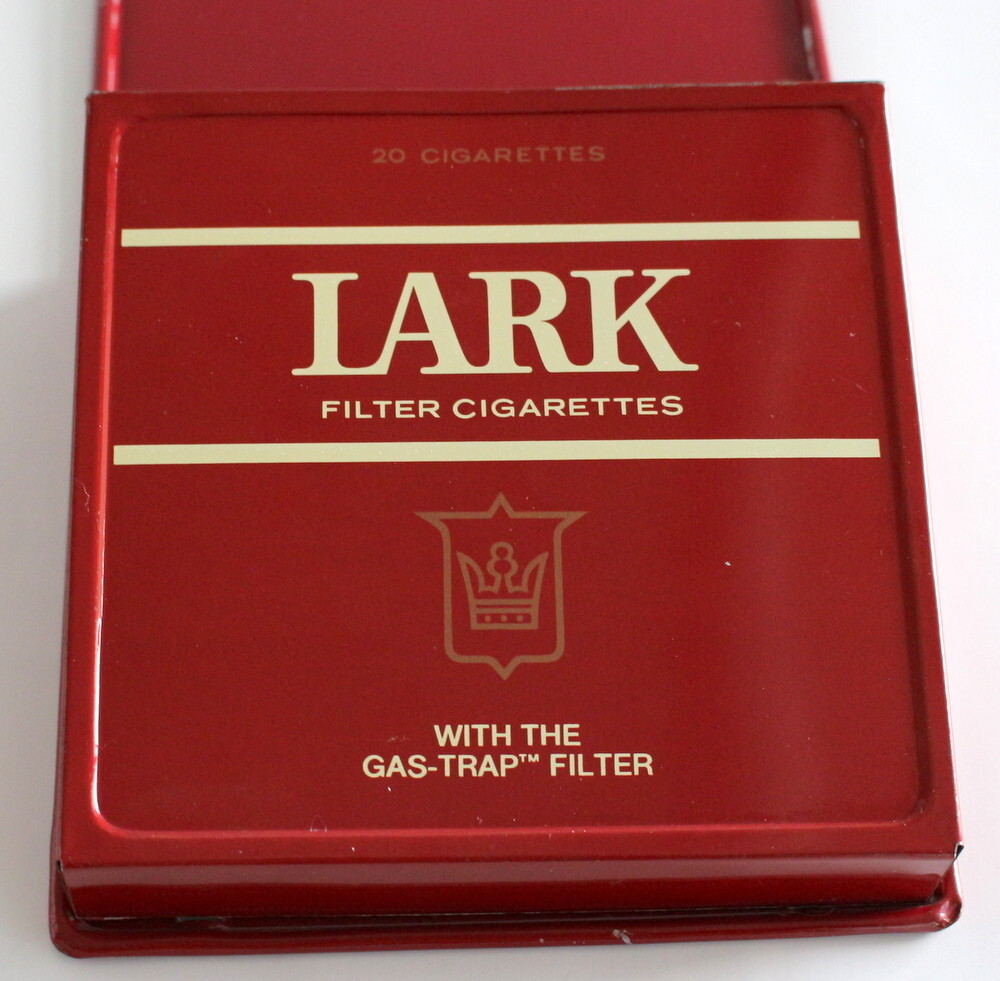 20 CIGARETTES
LARK
FILTER CIGARETTES
WITH THE
GAS-TRAP™ FILTER